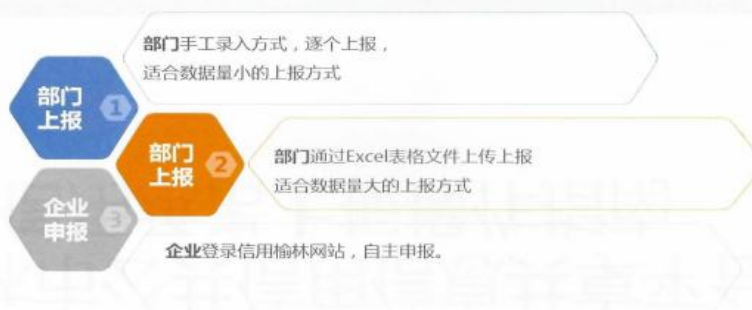 部门手工录入方式，逐个上报，
适合数据量小的上报方式
部门
上报
1
部门
上报
2
部门通过Excel表格文件上传上报
适合数据量大的上报方式
企业
申报
3
企业登录信用榆林网站，自主申报。